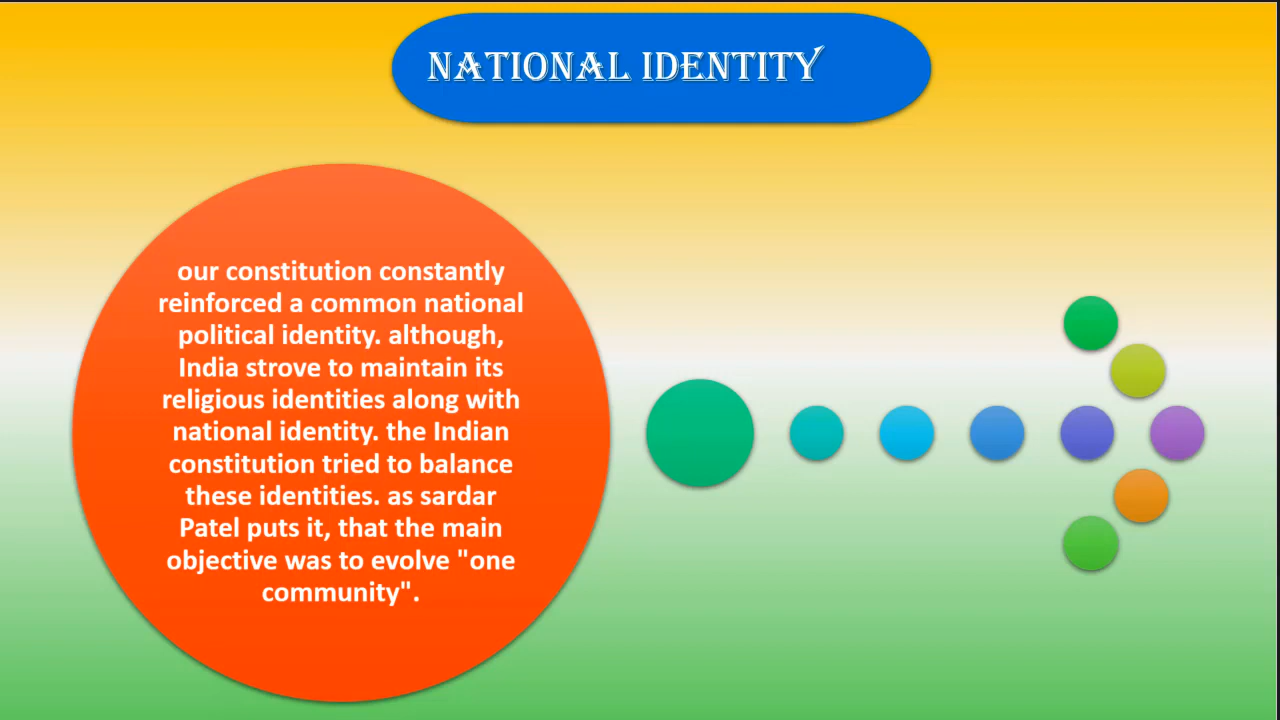 NATIONAL IDENTITY
our constitution constantly
reinforced a common national
political identity. although,
India strove to maintain its
religious identities along with
national identity. the Indian
constitution tried to balance
these identities. as sardar
Patel puts it, that the main
objective was to evolve "one
community".